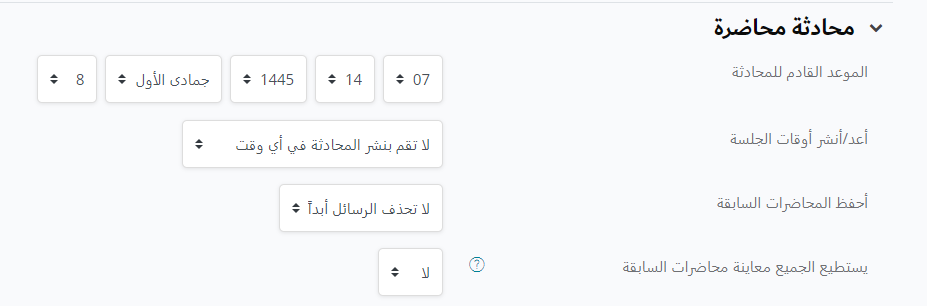 محادثة محاضرة
الموعد القادم للمحادثة
8 جمادى الأول 1445 14 07
أعد/أنشر أوقات الجلسة
لا تقم بنشر المحادثة في أي وقت
أحفظ المحاضرات السابقة
لا تحذف الرسائل أبداً
يستطيع الجميع معاينة محاضرات السابقة
?
لا